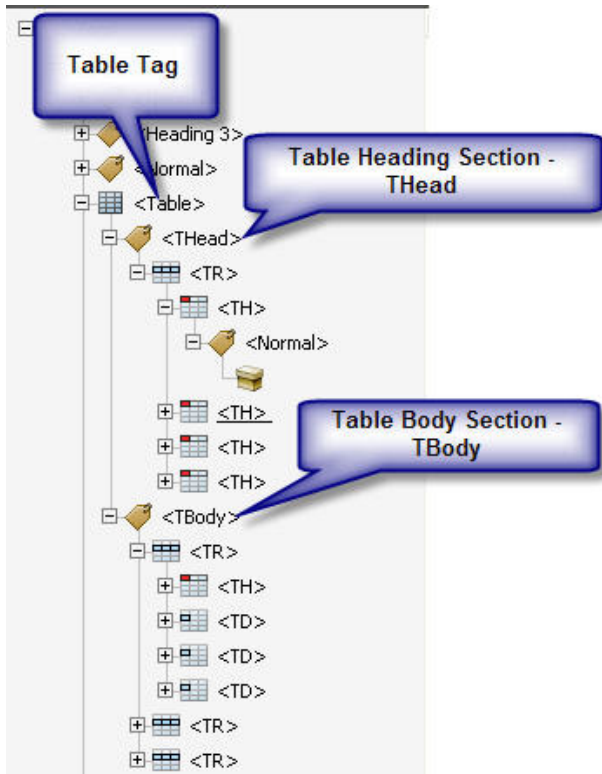 Table Tag
<Heading 3>
Table Heading Section -
THead
<Normal>
<Table>
<THead>
<TR>
<TH>
<Normal>
<TH>
Table Body Section -
TBody
<TH>
<TH>
<TBody>
<TR>
<TH>
<TD>
<TD>
<TD>
<TR>
<TR>